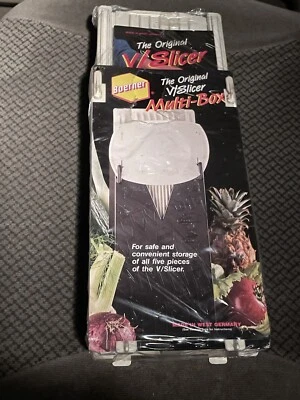 The Original
V/Slicer
Boerner
The Original
V/Slicer
Multi-Box
For safe and
convenient storage
of all five pieces
of the V/Slicer.
MADE IN WEST GERMANY